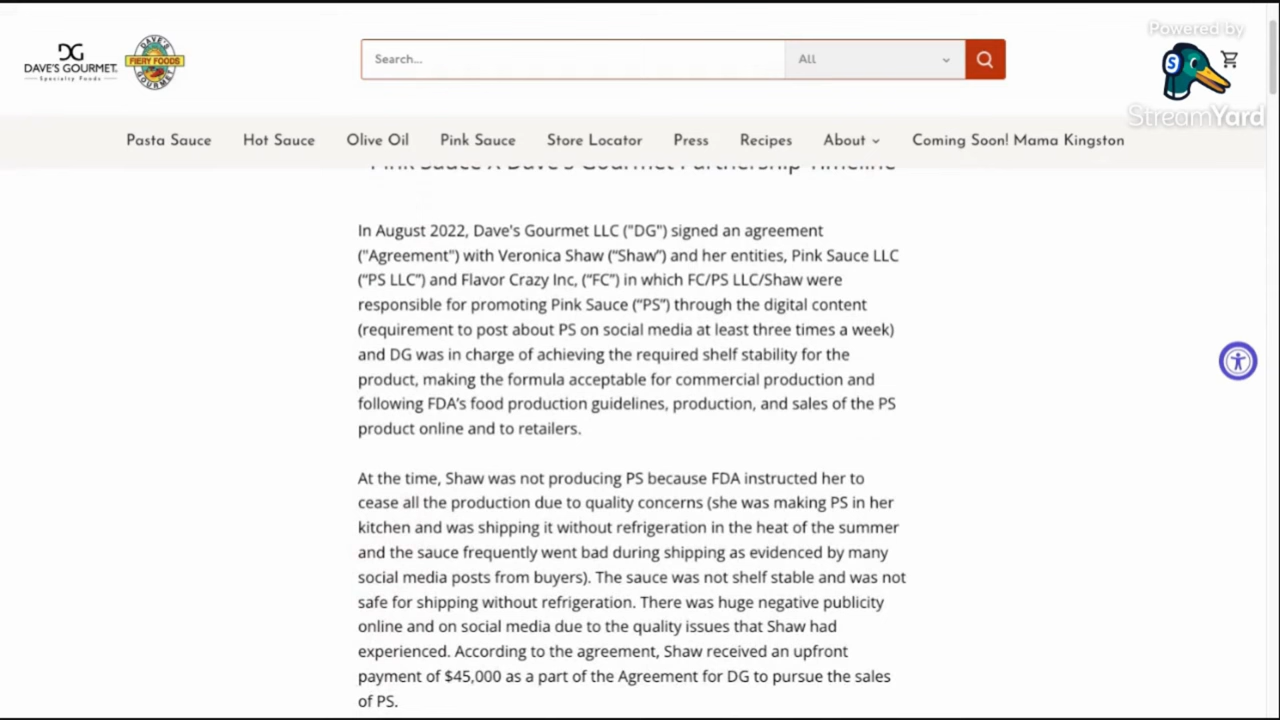 Powered by
StreamYard
DG
DAVE'S GOURMET
Specialty Foods
DAVE'S
FIERY FOODS
GOURMET
Search...
All
Pasta Sauce
Hot Sauce
Olive Oil
Pink Sauce
Store Locator
Press
Recipes
About
Coming Soon! Mama Kingston
Pink Sauce X Dave's Gourmet Partnership Timeline
In August 2022, Dave's Gourmet LLC ("DG") signed an agreement
("Agreement") with Veronica Shaw (“Shaw”) and her entities, Pink Sauce LLC
(“PS LLC”) and Flavor Crazy Inc, (“FC”) in which FC/PS LLC/Shaw were
responsible for promoting Pink Sauce (“PS”) through the digital content
(requirement to post about PS on social media at least three times a week)
and DG was in charge of achieving the required shelf stability for the
product, making the formula acceptable for commercial production and
following FDA’s food production guidelines, production, and sales of the PS
product online and to retailers.
At the time, Shaw was not producing PS because FDA instructed her to
cease all the production due to quality concerns (she was making PS in her
kitchen and was shipping it without refrigeration in the heat of the summer
and the sauce frequently went bad during shipping as evidenced by many
social media posts from buyers). The sauce was not shelf stable and was not
safe for shipping without refrigeration. There was huge negative publicity
online and on social media due to the quality issues that Shaw had
experienced. According to the agreement, Shaw received an upfront
payment of $45,000 as a part of the Agreement for DG to pursue the sales
of PS.